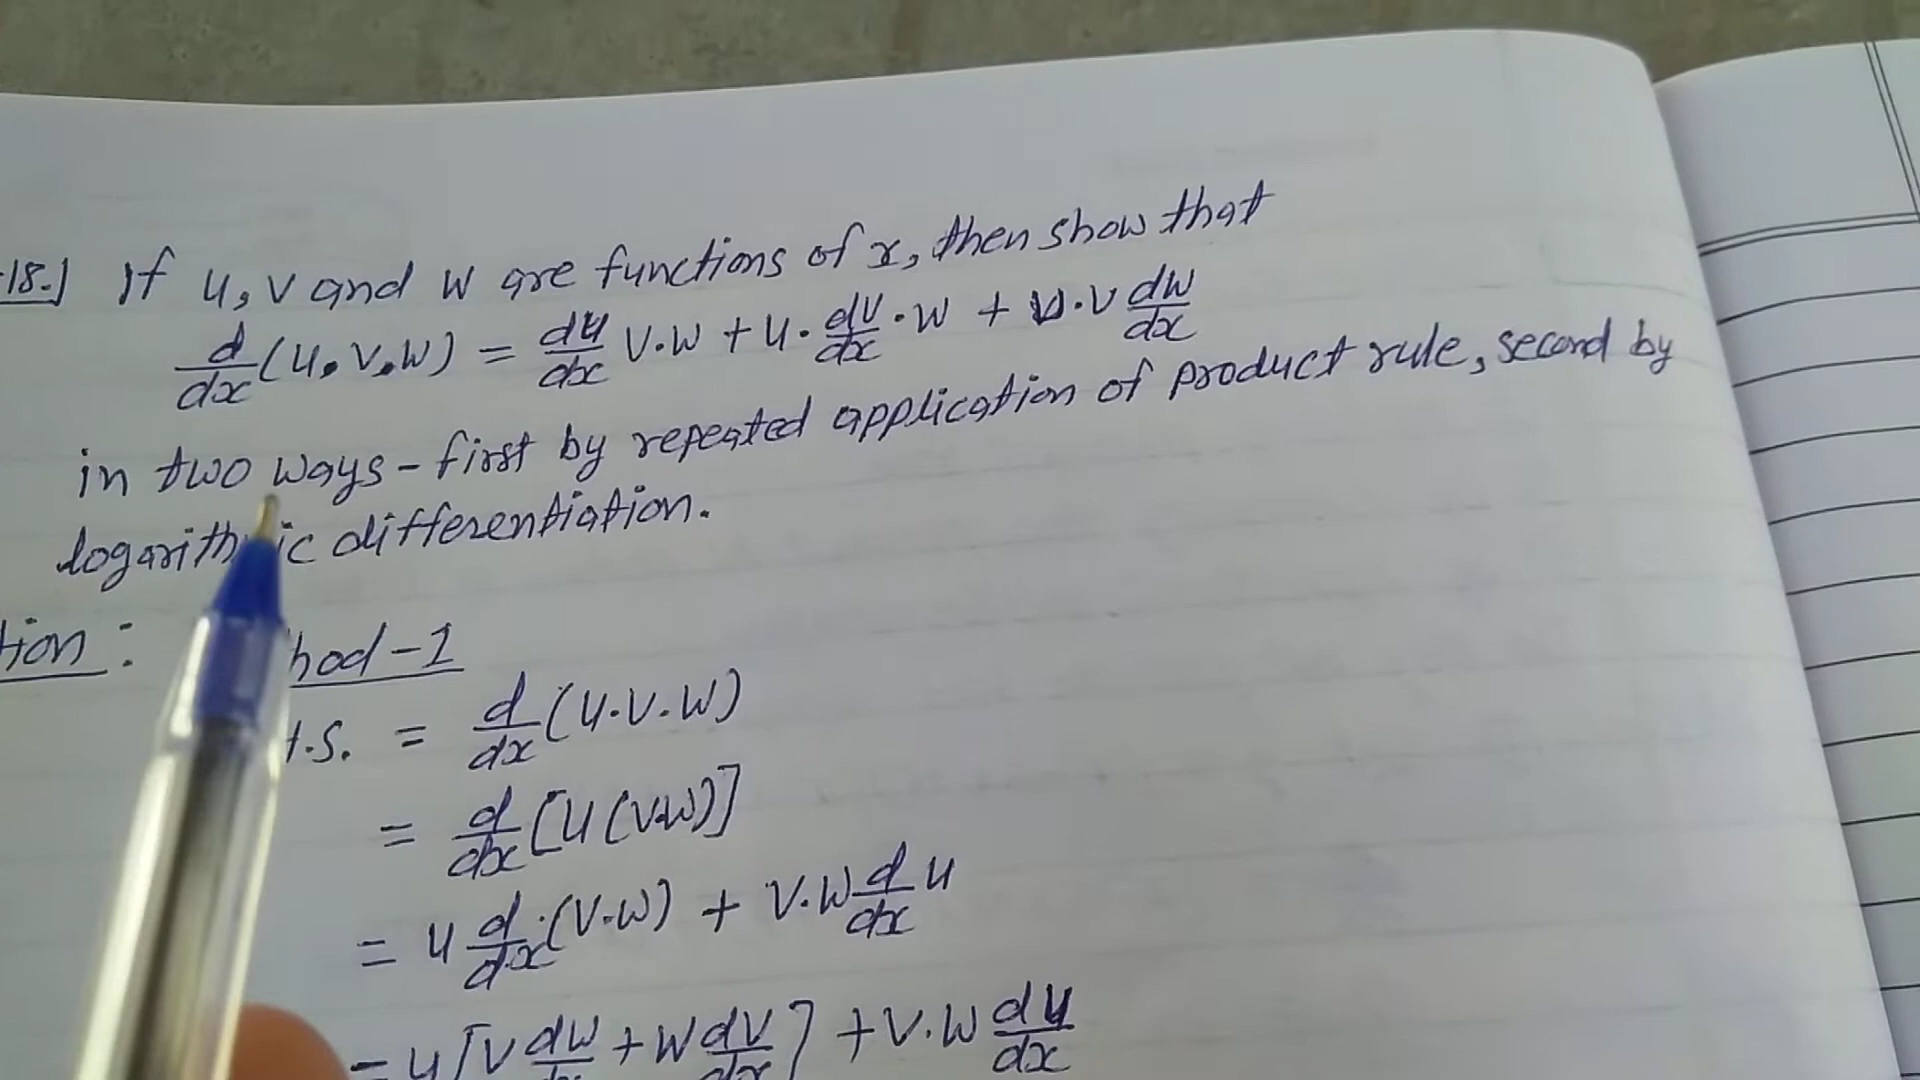 18.] If u, v and w are functions of x, then show that
d/dx (u.v.w) = du/dx v.w + u. dv/dx .w + u.v dw/dx
in two ways - first by repeated application of product rule, second by
logarith ic differentiation.
tion : hod-1
.S. = d/dx (u.v.w)
= d/dx [u(v.w)]
= u d/dx (v.w) + v.w d/dx u
= u[v dw + w dv/dx] + v.w du/dx